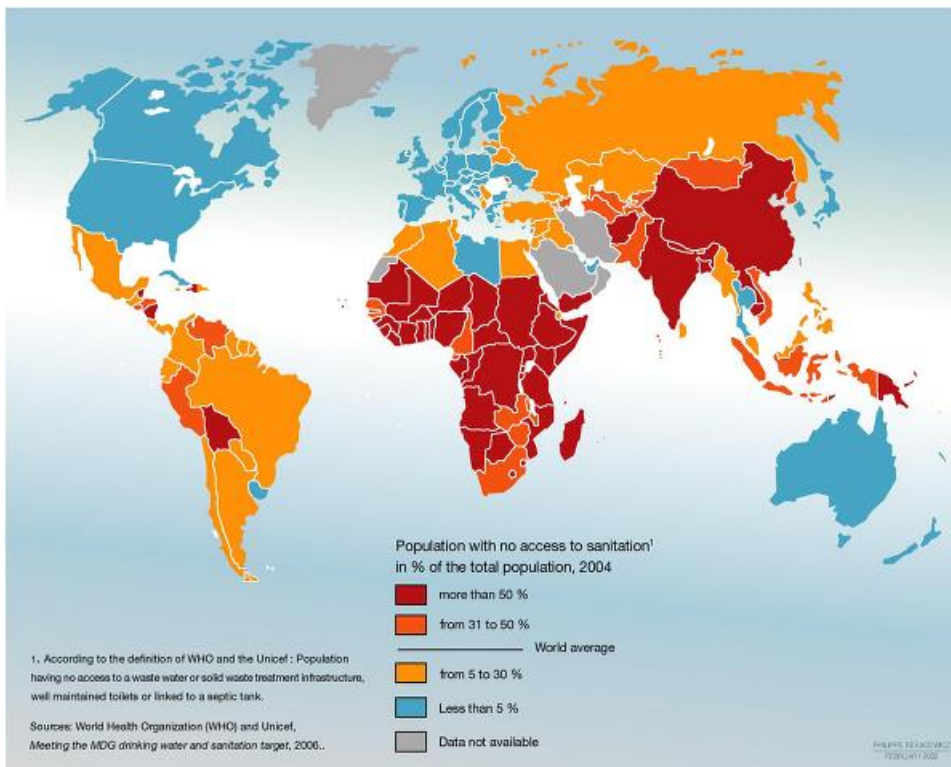 Population with no access to sanitation¹
in % of the total population, 2004
more than 50 %
from 31 to 50 %
World average
from 5 to 30 %
Less than 5 %
Data not available
1. According to the definition of WHO and the Unicef : Population
having no access to a waste water or solid waste treatment infrastructure,
well maintained toilets or linked to a septic tank.
Sources: World Health Organization (WHO) and Unicef,
Meeting the MDG drinking water and sanitation target, 2006..
PHILIPPE REKACEWICZ
FEBRUARY